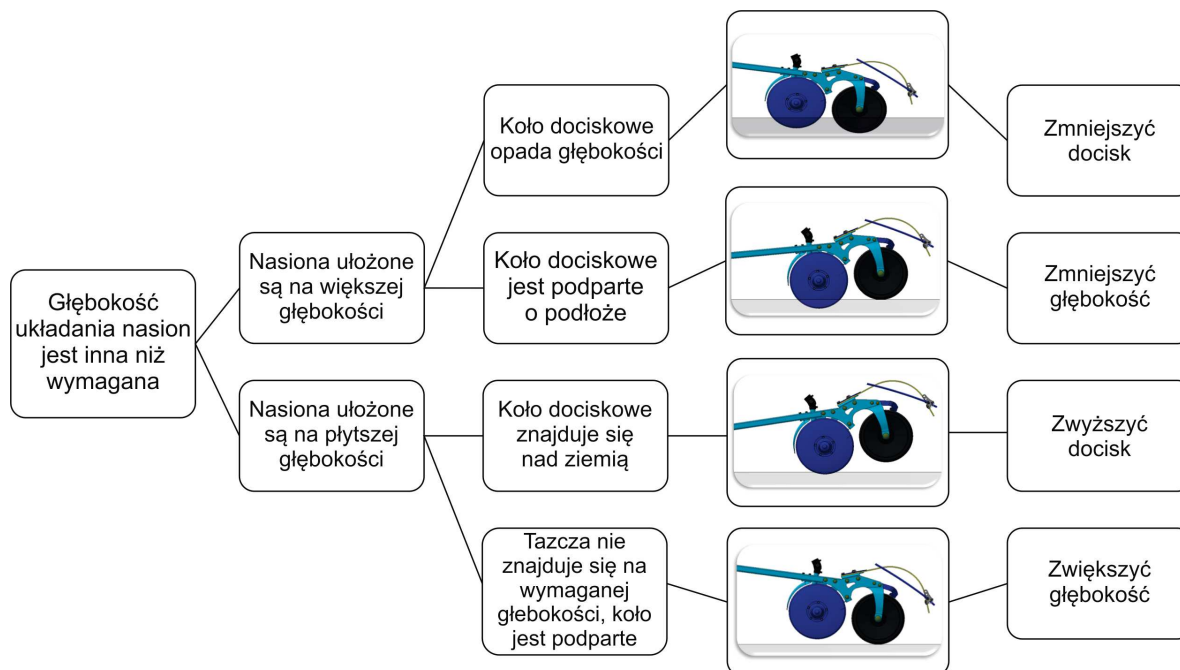 Głębokość
układania nasion
jest inna niż
wymagana
Nasiona ułożone
są na większej
głębokości
Nasiona ułożone
są na płytszej
głębokości
Koło dociskowe
opada głębokości
Koło dociskowe
jest podparte
o podłoże
Koło dociskowe
znajduje się
nad ziemią
Tazcza nie
znajduje się na
wymaganej
głebokości, koło
jest podparte
Zmniejszyć
docisk
Zmniejszyć
głębokość
Zwyższyć
docisk
Zwiększyć
głębokość